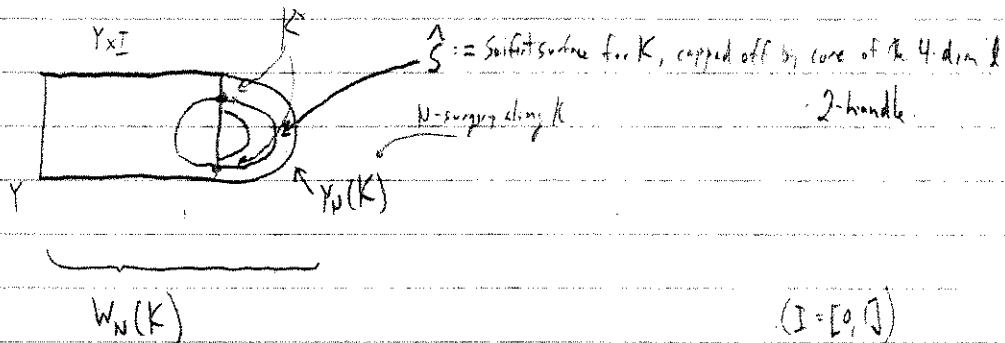 Y×I
K
Ŝ := Seifert surface for K, capped off by core of the 4-dim'l
2-handle.
N-surgery along K
Y
Y_N(K)
W_N(K)
(I = [0,1])